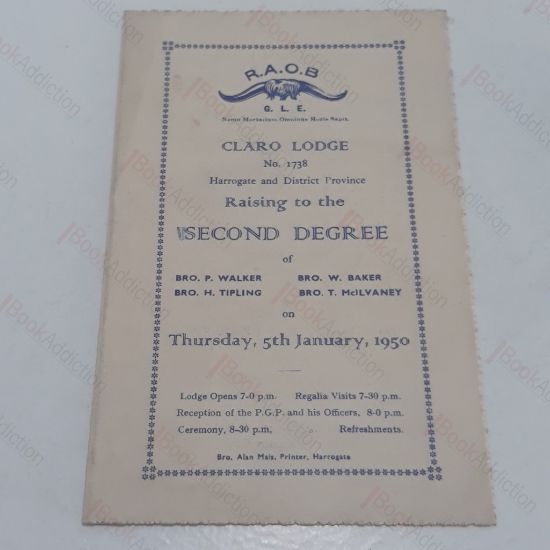 R.A.O.B
G. L. E.
Nemo Mortalium Omnibus Horis Sapit.
CLARO LODGE
No. 1738
Harrogate and District Province
Raising to the
SECOND DEGREE
of
BRO. P. WALKER BRO. W. BAKER
BRO. H. TIPLING BRO. T. McILVANEY
on
Thursday, 5th January, 1950
Lodge Opens 7-0 p.m. Regalia Visits 7-30 p.m.
Reception of the P.G.P. and his Officers, 8-0 p.m.
Ceremony, 8-30 p.m. Refreshments.
Bro. Alan Mais, Printer, Harrogate
BookAddiction